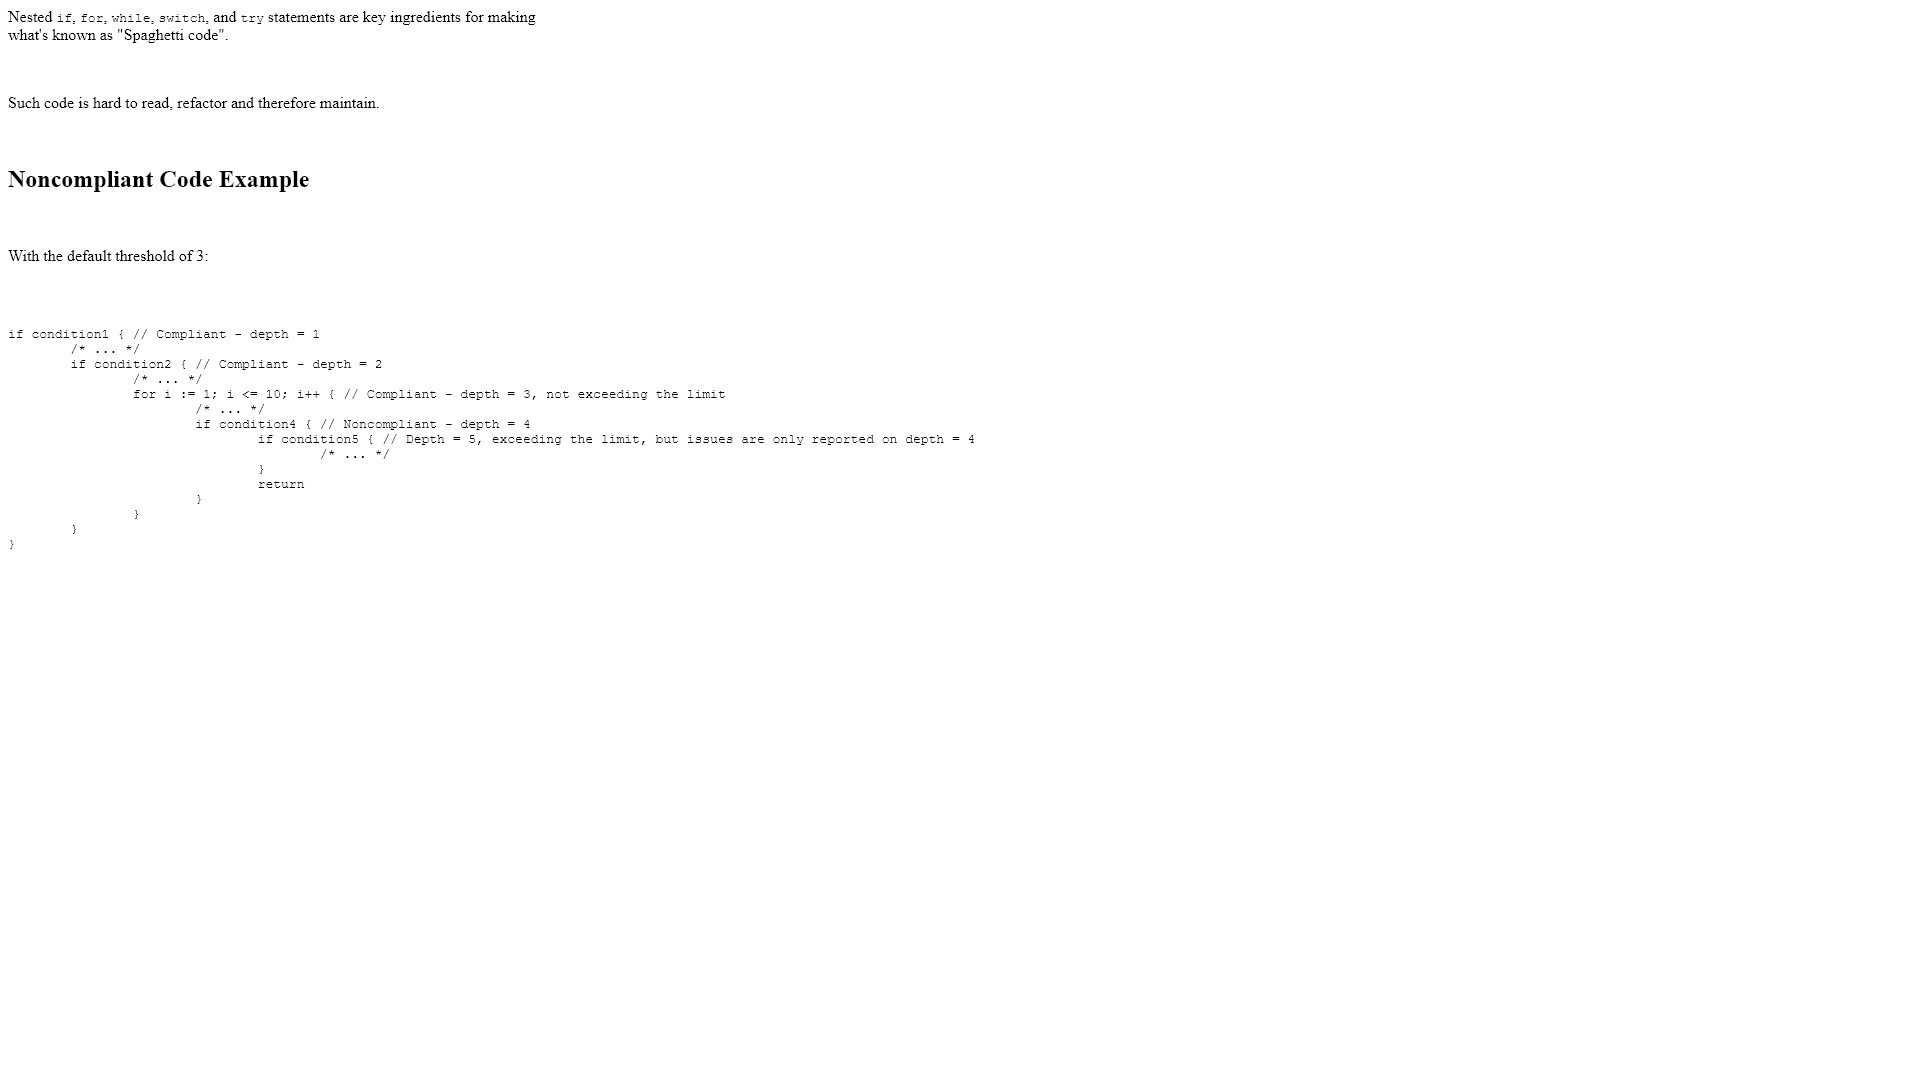 Nested if, for, while, switch, and try statements are key ingredients for making
what's known as "Spaghetti code".
Such code is hard to read, refactor and therefore maintain.
Noncompliant Code Example
With the default threshold of 3:
if condition1 { // Compliant - depth = 1
        /* ... */
        if condition2 { // Compliant - depth = 2
                /* ... */
                for i := 1; i <= 10; i++ { // Compliant - depth = 3, not exceeding the limit
                        /* ... */
                        if condition4 { // Noncompliant - depth = 4
                                if condition5 { // Depth = 5, exceeding the limit, but issues are only reported on depth = 4
                                        /* ... */
                                }
                                return
                        }
                }
        }
}